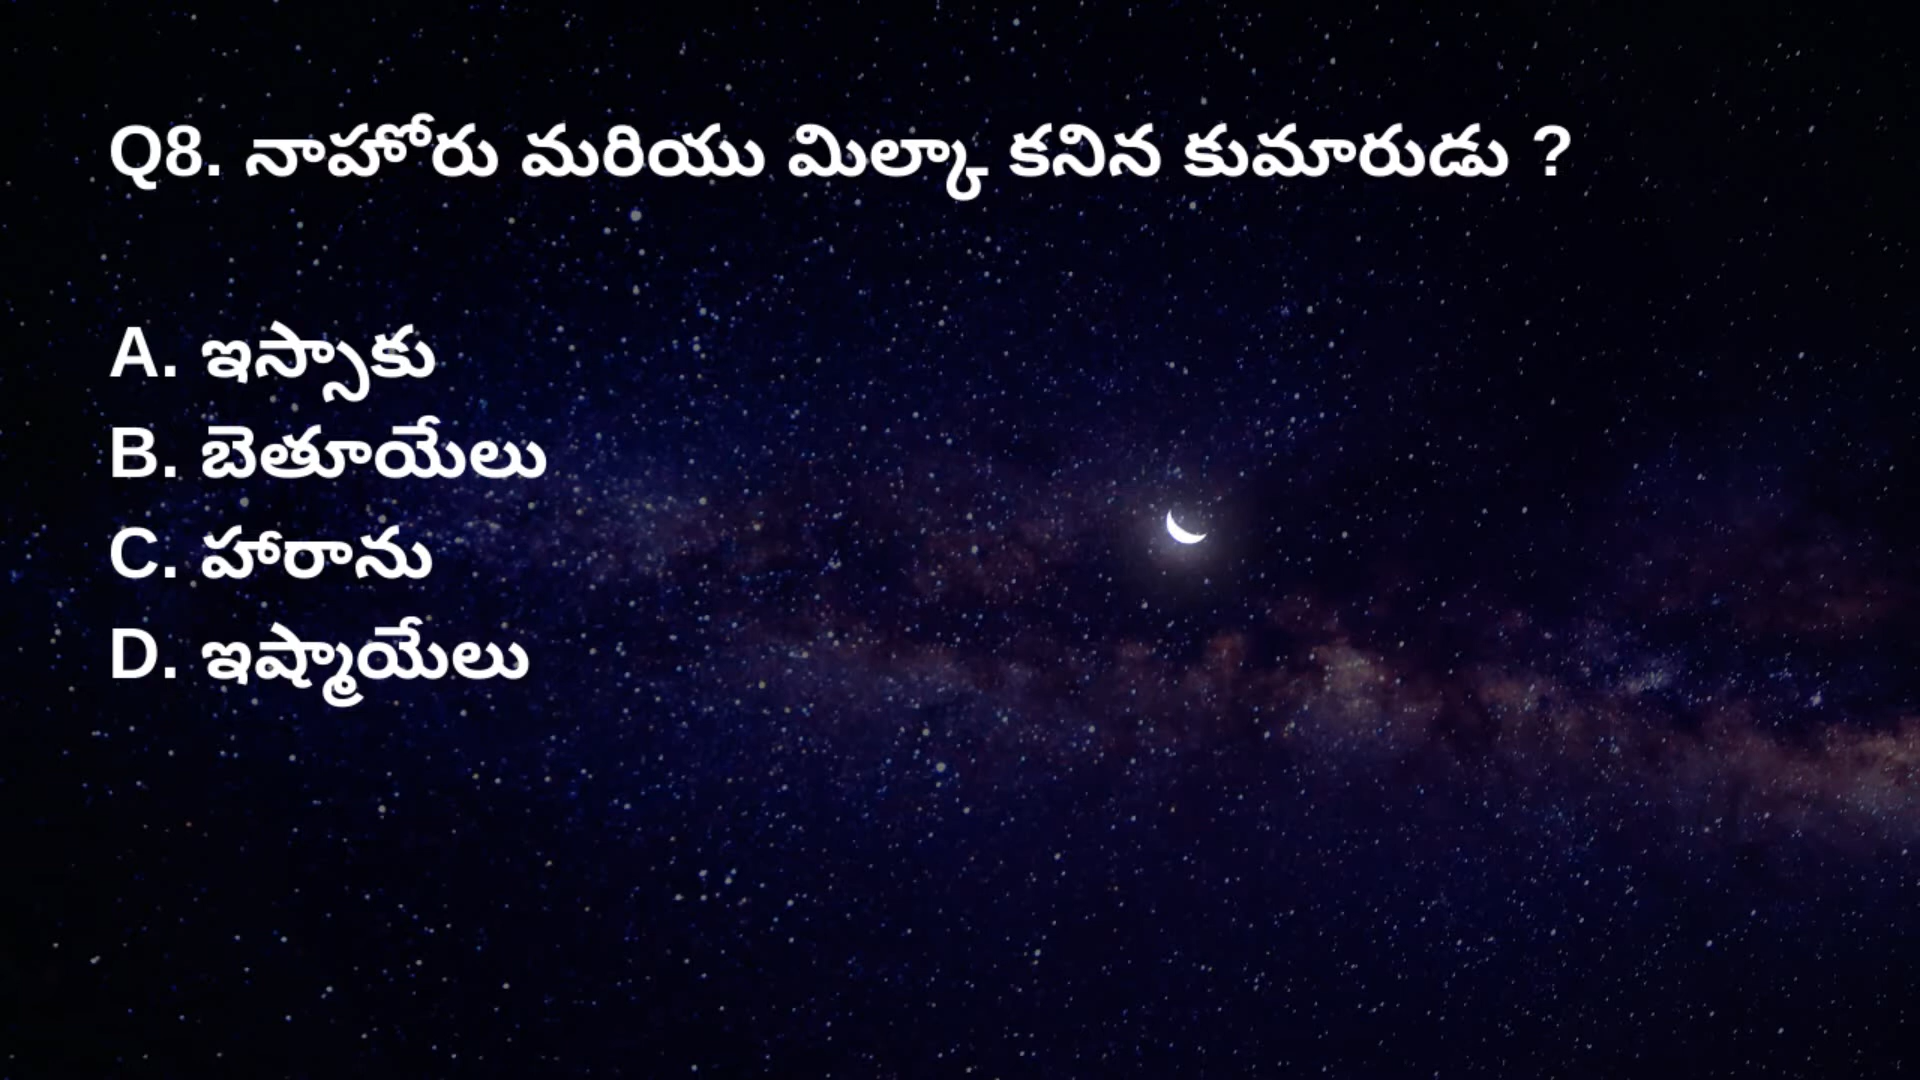 Q8. నాహోరు మరియు మిల్కా కనిన కుమారుడు ?
A. ఇస్సాకు
B. బెతూయేలు
C. హారాను
D. ఇష్మాయేలు